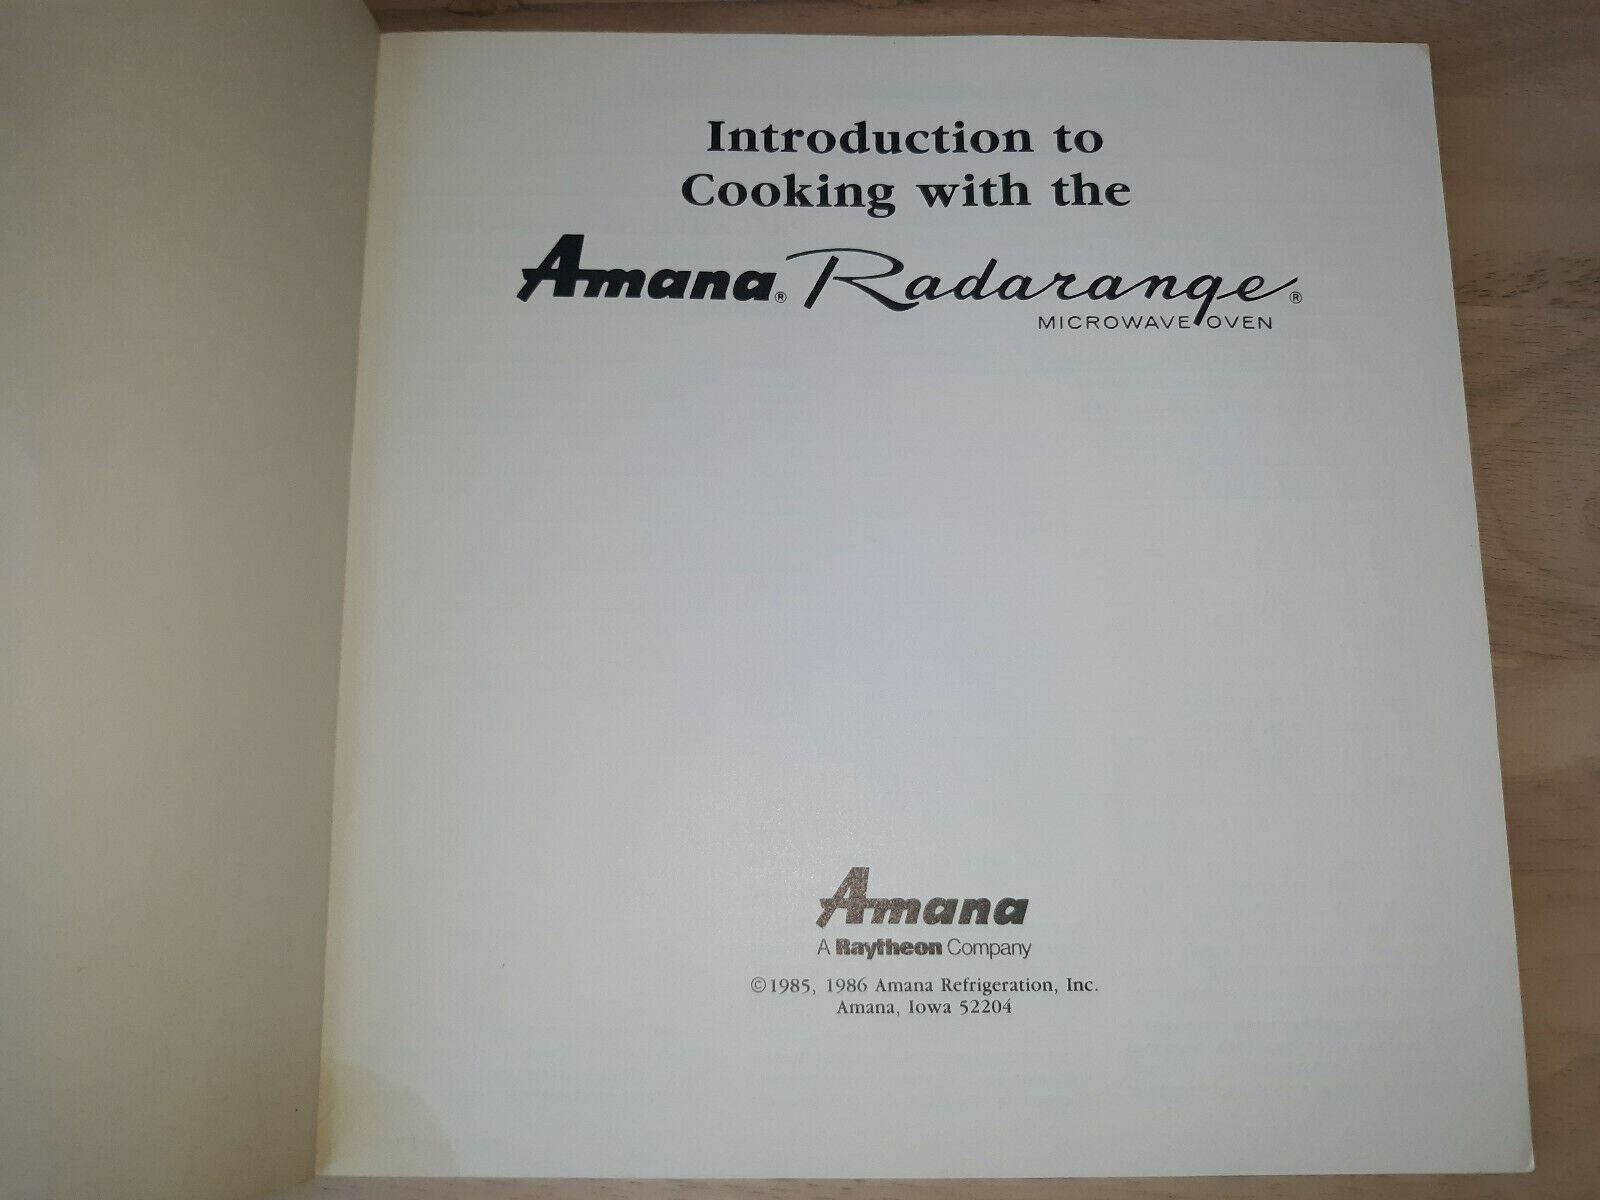 Introduction to
Cooking with the
Amana® Radarange®
MICROWAVE OVEN
Amana
A Raytheon Company
©1985, 1986 Amana Refrigeration, Inc.
Amana, Iowa 52204